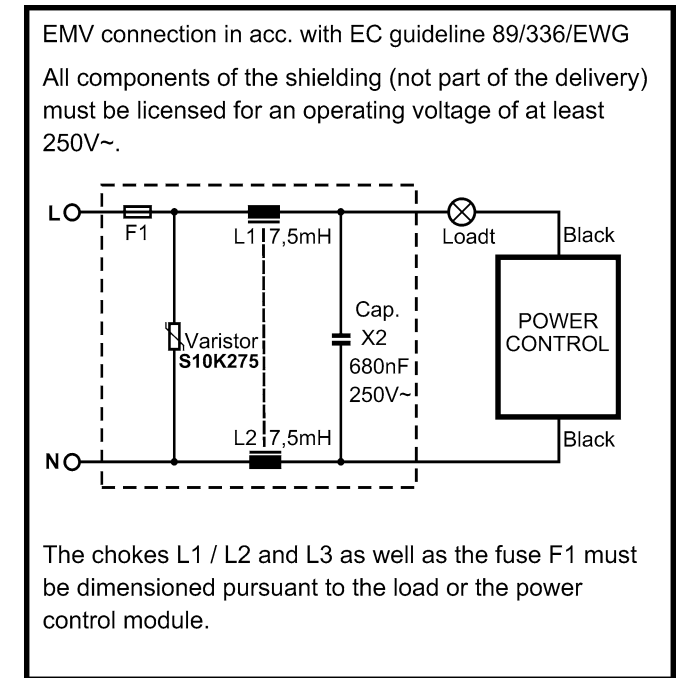 EMV connection in acc. with EC guideline 89/336/EWG
All components of the shielding (not part of the delivery)
must be licensed for an operating voltage of at least
250V~.
L
F1
L1 7,5mH
Loadt
Black
Varistor
S10K275
Cap.
X2
680nF
250V~
POWER
CONTROL
L2 7,5mH
Black
N
The chokes L1 / L2 and L3 as well as the fuse F1 must
be dimensioned pursuant to the load or the power
control module.